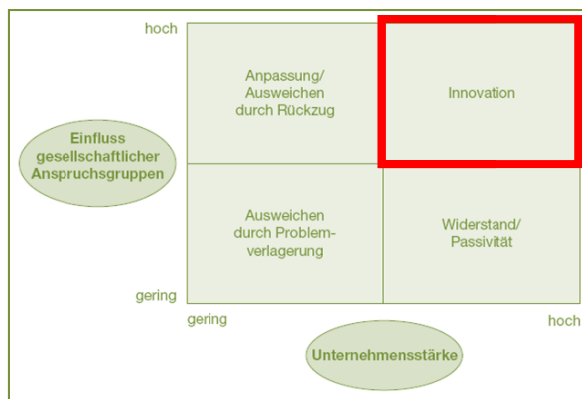 hoch
Anpassung/
Ausweichen
durch Rückzug
Innovation
Einfluss
gesellschaftlicher
Anspruchsgruppen
Ausweichen
durch Problem-
verlagerung
Widerstand/
Passivität
gering
gering
hoch
Unternehmensstärke